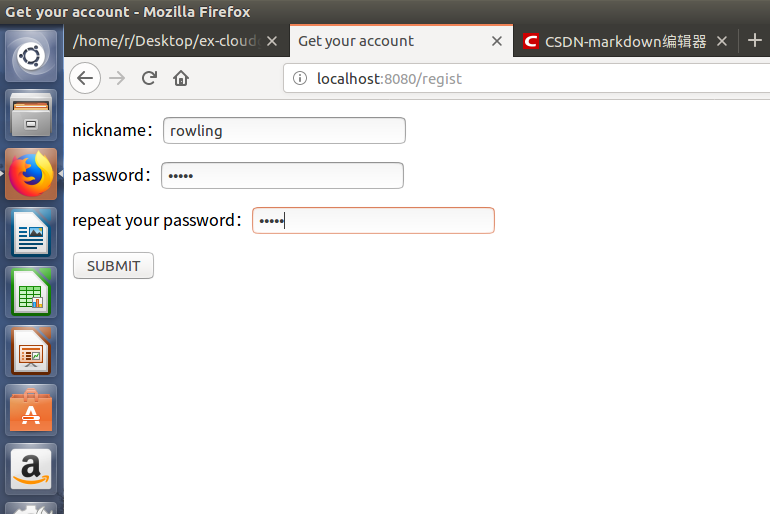 Get your account - Mozilla Firefox
/home/r/Desktop/ex-cloud
Get your account
CSDN-markdown编辑器
localhost:8080/regist
nickname： rowling
password： •••••
repeat your password： •••••
SUBMIT